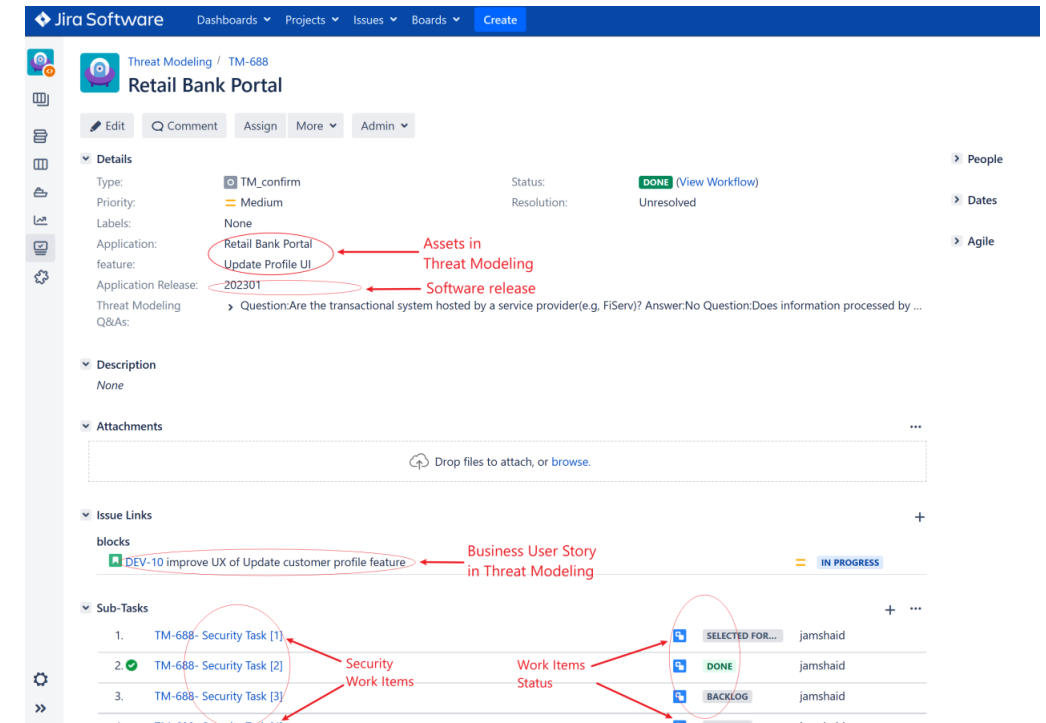 Jira Software Dashboards Projects Issues Boards Create
Threat Modeling / TM-688
Retail Bank Portal
Edit Comment Assign More Admin
Details
People
Type: TM_confirm Status: DONE (View Workflow)
Priority: Medium Resolution: Unresolved
Dates
Labels: None
Application: Retail Bank Portal
Assets in
Threat Modeling
Agile
feature: Update Profile UI
Application Release: 202301
Software release
Threat Modeling
Q&As:
Question:Are the transactional system hosted by a service provider(e.g, FiServ)? Answer:No Question:Does information processed by ...
Description
None
Attachments
Drop files to attach, or browse.
Issue Links
blocks
DEV-10 improve UX of Update customer profile feature
Business User Story
in Threat Modeling
IN PROGRESS
Sub-Tasks
1. TM-688- Security Task [1] SELECTED FOR... jamshaid
2. TM-688- Security Task [2] DONE jamshaid
Security
Work Items
Work Items
Status
3. TM-688- Security Task [3] BACKLOG jamshaid